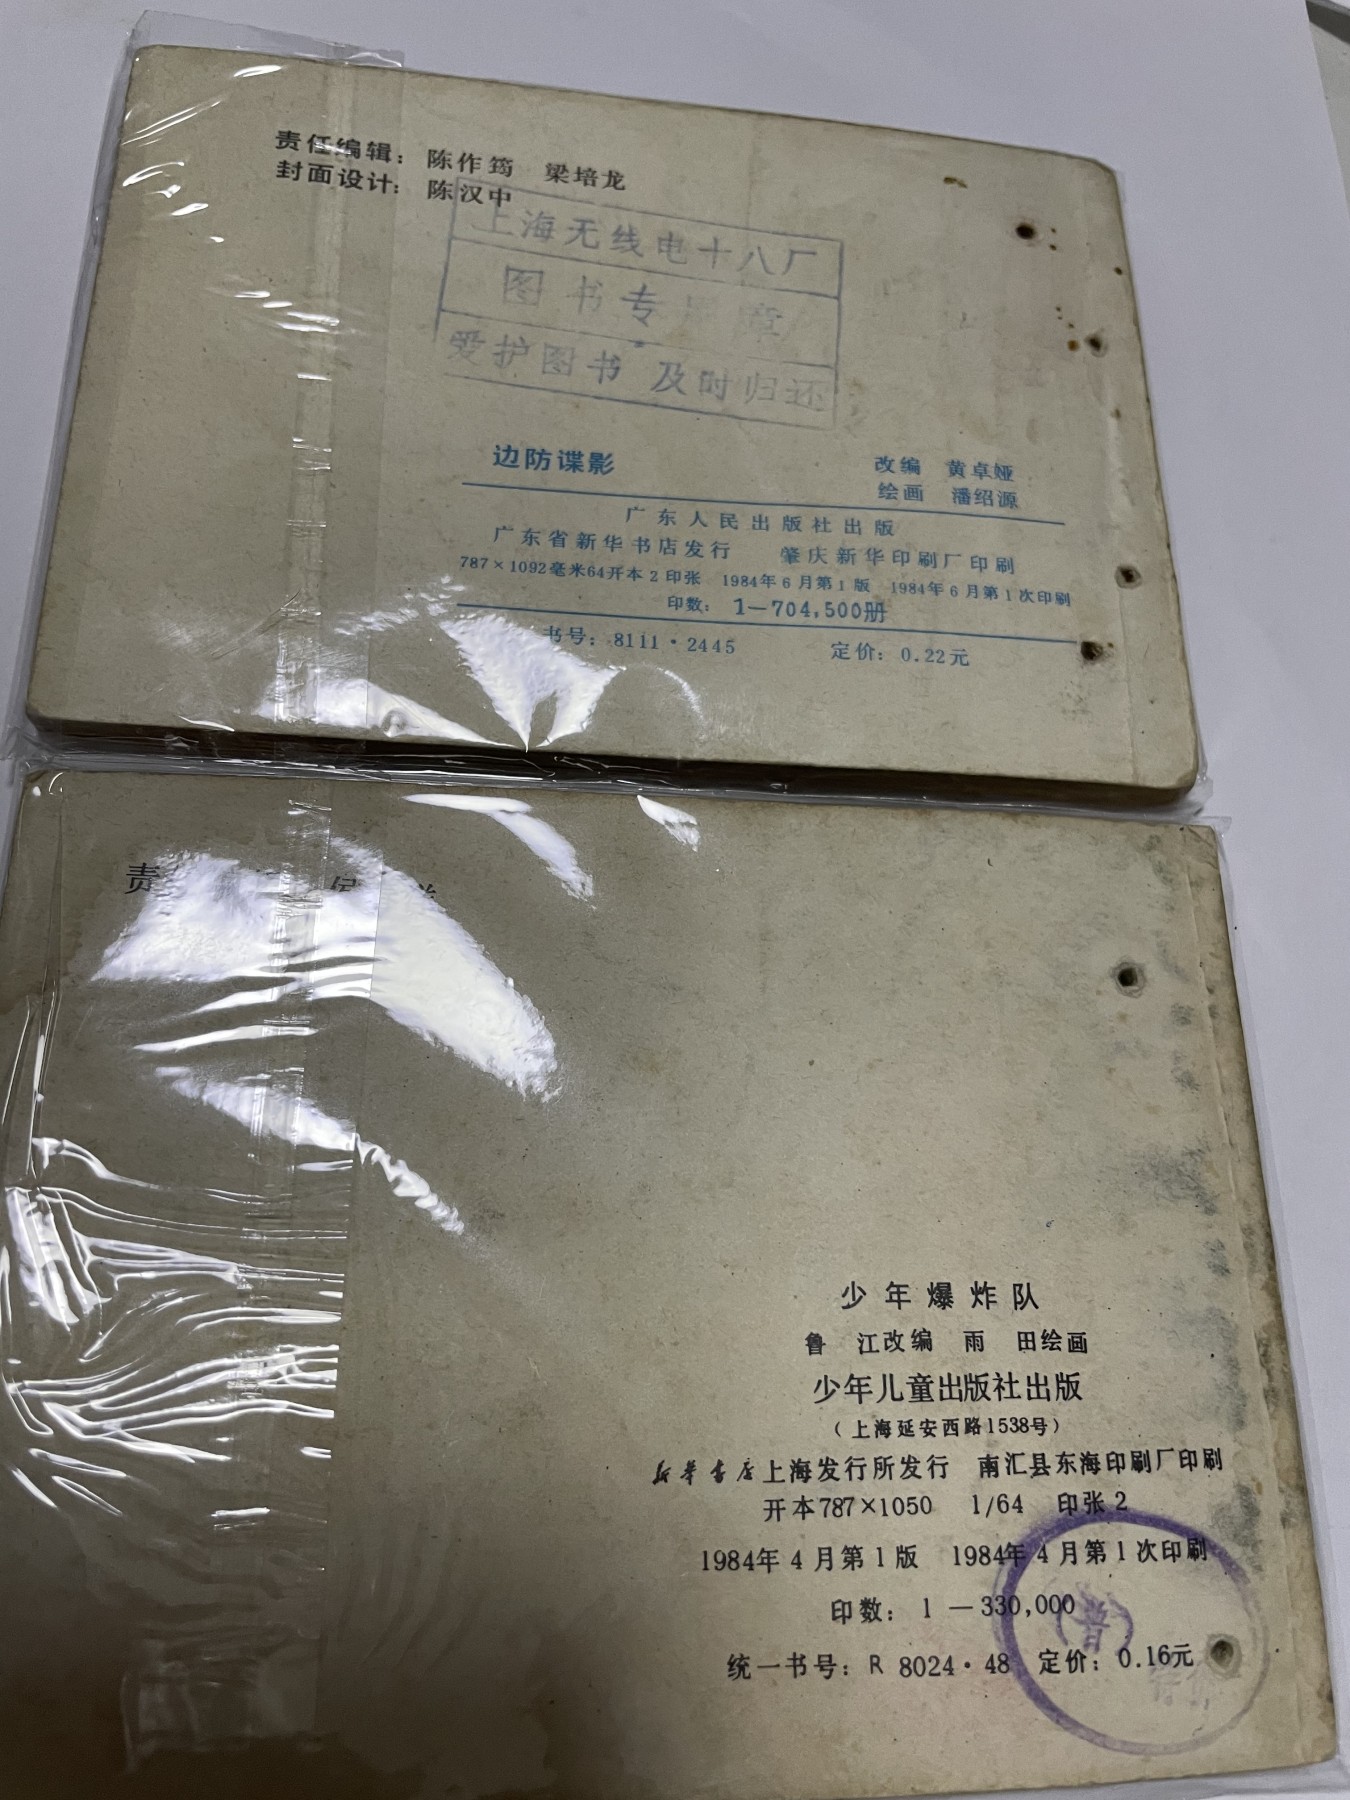 责任编辑：陈作筠 梁培龙
封面设计：陈汉中
上海无线电十八厂
图书专用章
爱护图书 及时归还
边防谍影
改编 黄卓娅
绘画 潘绍源
广东人民出版社出版
广东省新华书店发行 肇庆新华印刷厂印刷
787×1092毫米64开本 2 印张 1984年6月第1版 1984年6月第1次印刷
印数：1—704,500册
书号：8111·2445 定价：0.22元
责
少年爆炸队
鲁 江改编 雨 田绘画
少年儿童出版社出版
（上海延安西路1538号）
新华书店上海发行所发行 南汇县东海印刷厂印刷
开本787×1050 1/64 印张2
1984年4月第1版 1984年4月第1次印刷
印数：1—330,000
统一书号：R 8024·48 定价：0.16元
(普)